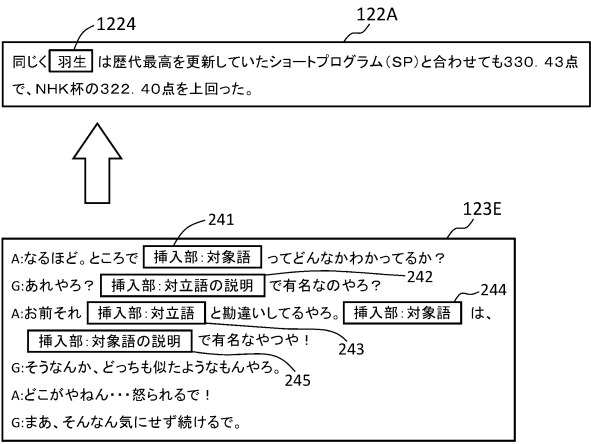 1224
122A
同じく 羽生 は歴代最高を更新していたショートプログラム(SP)と合わせても330. 43点
で、NHK杯の322. 40点を上回った。
241
123E
A:なるほど。ところで 挿入部:対象語 ってどんなかわかってるか?
G:あれやろ? 挿入部:対立語の説明 で有名なのやろ?
242
244
A:お前それ 挿入部:対立語 と勘違いしてるやろ。 挿入部:対象語 は、
挿入部:対象語の説明 で有名なやつや!
243
G:そうなんか、どっちも似たようなもんやろ。
245
A:どこがやねん・・・怒られるで!
G:まあ、そんなん気にせず続けるで。